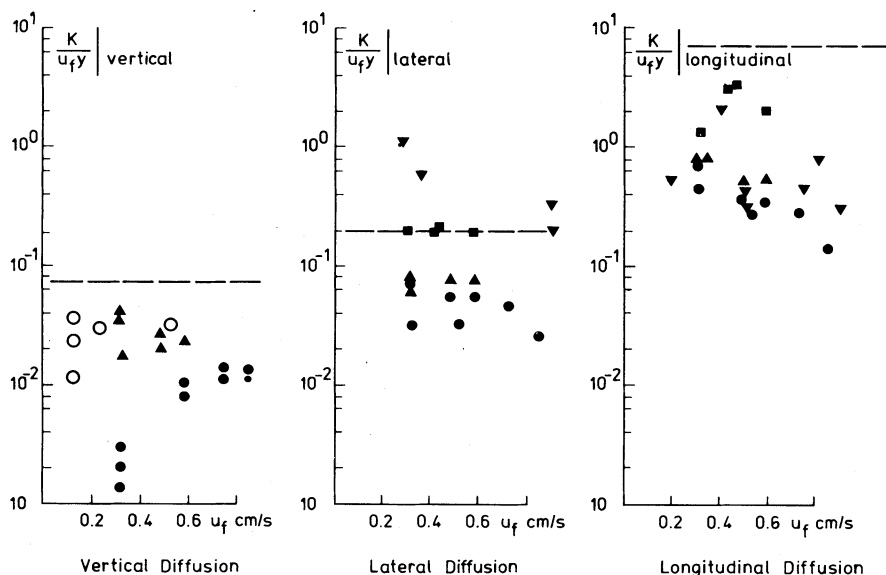 10¹
K
u_f y | vertical
10⁰
10⁻¹
10⁻²
10
0.2 0.4 0.6 u_f cm/s
Vertical Diffusion
10¹
K
u_f y | lateral
10⁰
10⁻¹
10⁻²
10
0.2 0.4 0.6 u_f cm/s
Lateral Diffusion
10¹
K
u_f y | longitudinal
10⁰
10⁻¹
10⁻²
10
0.2 0.4 0.6 u_f cm/s
Longitudinal Diffusion